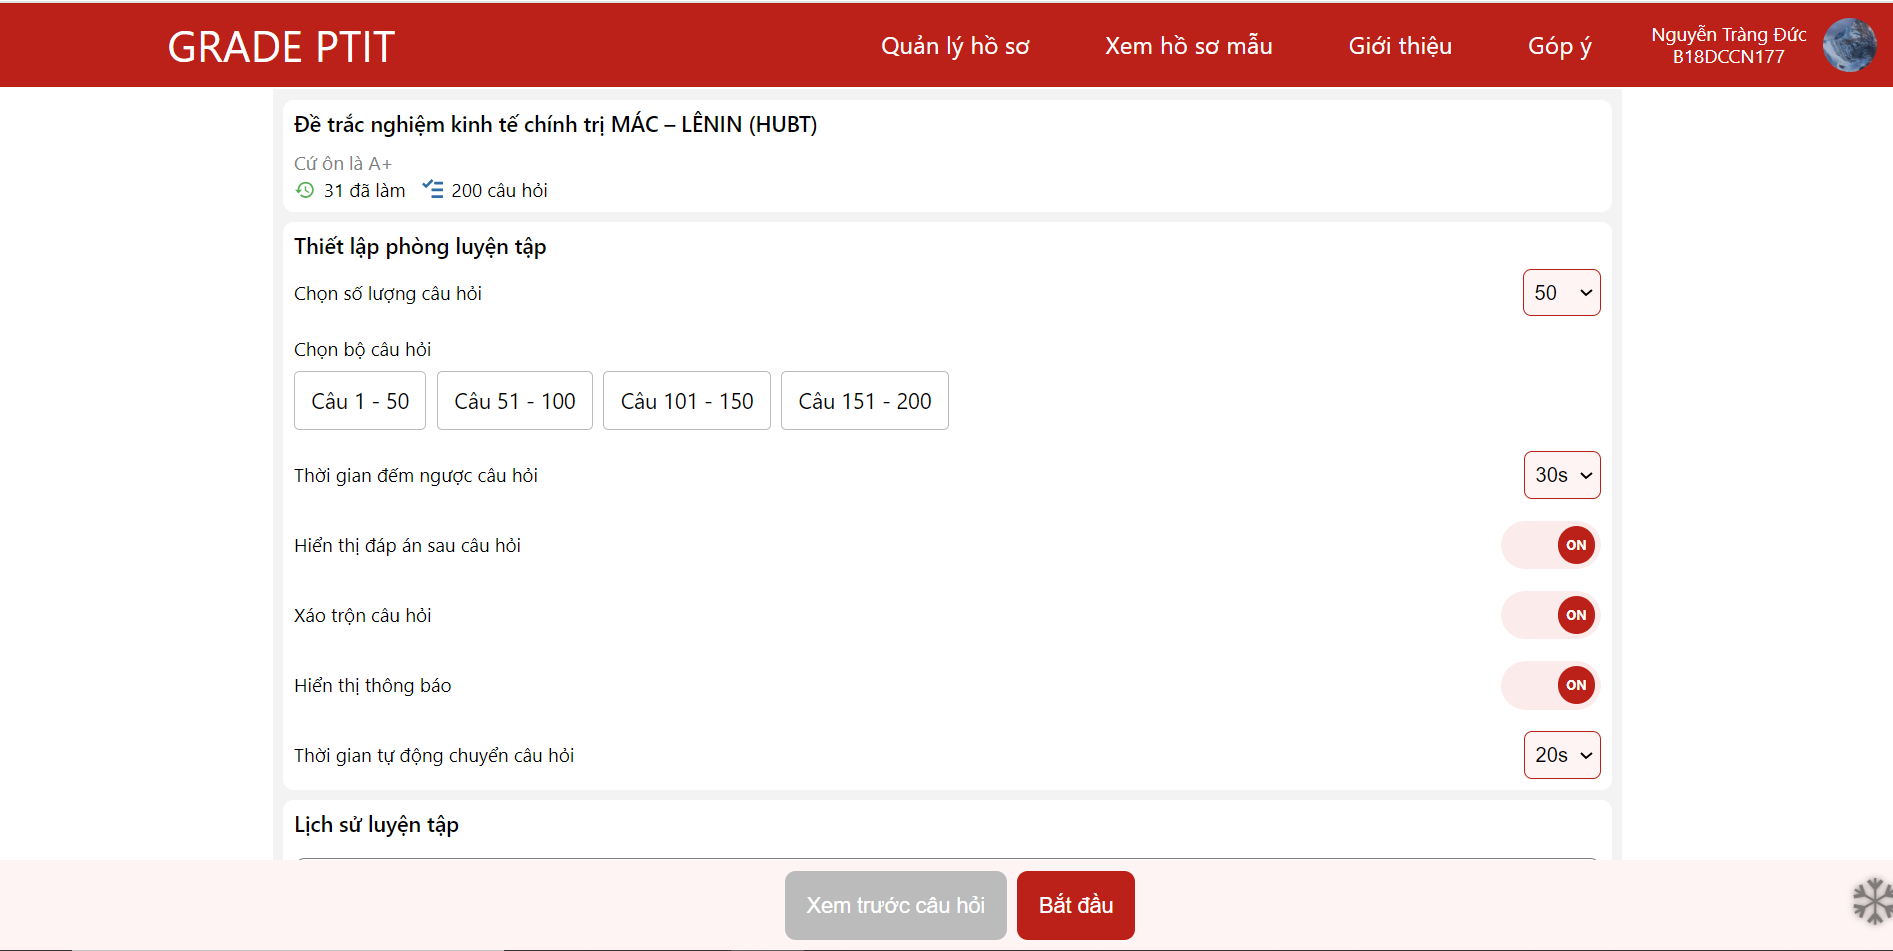 GRADE PTIT
Quản lý hồ sơ
Xem hồ sơ mẫu
Giới thiệu
Góp ý
Nguyễn Tràng Đức
B18DCCN177
Đề trắc nghiệm kinh tế chính trị MÁC – LÊNIN (HUBT)
Cứ ôn là A+
31 đã làm 200 câu hỏi
Thiết lập phòng luyện tập
Chọn số lượng câu hỏi 50
Chọn bộ câu hỏi
Câu 1 - 50 Câu 51 - 100 Câu 101 - 150 Câu 151 - 200
Thời gian đếm ngược câu hỏi 30s
Hiển thị đáp án sau câu hỏi ON
Xáo trộn câu hỏi ON
Hiển thị thông báo ON
Thời gian tự động chuyển câu hỏi 20s
Lịch sử luyện tập
Xem trước câu hỏi Bắt đầu